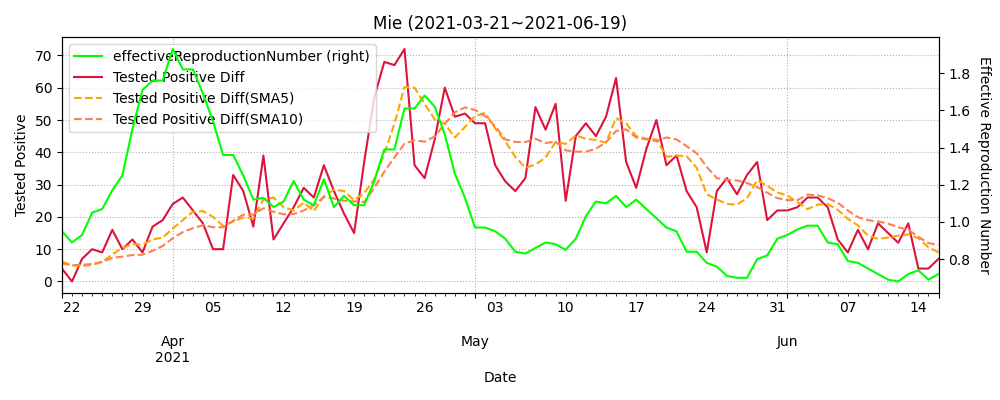 Mie (2021-03-21~2021-06-19)
effectiveReproductionNumber (right)
Tested Positive Diff
Tested Positive Diff(SMA5)
Tested Positive Diff(SMA10)
Tested Positive
70
60
50
40
30
20
10
0
1.8
1.6
1.4
1.2
1.0
0.8
Effective Reproduction Number
22 29 05 12 19 26 03 10 17 24 31 07 14
Apr May Jun
2021
Date